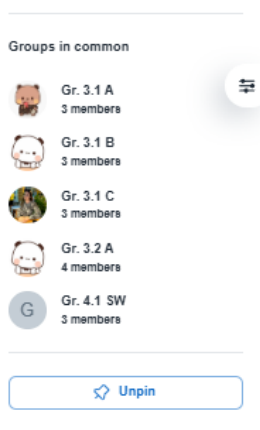 Groups in common
Gr. 3.1 A
3 members
Gr. 3.1 B
3 members
Gr. 3.1 C
3 members
Gr. 3.2 A
4 members
G
Gr. 4.1 SW
3 members
Unpin